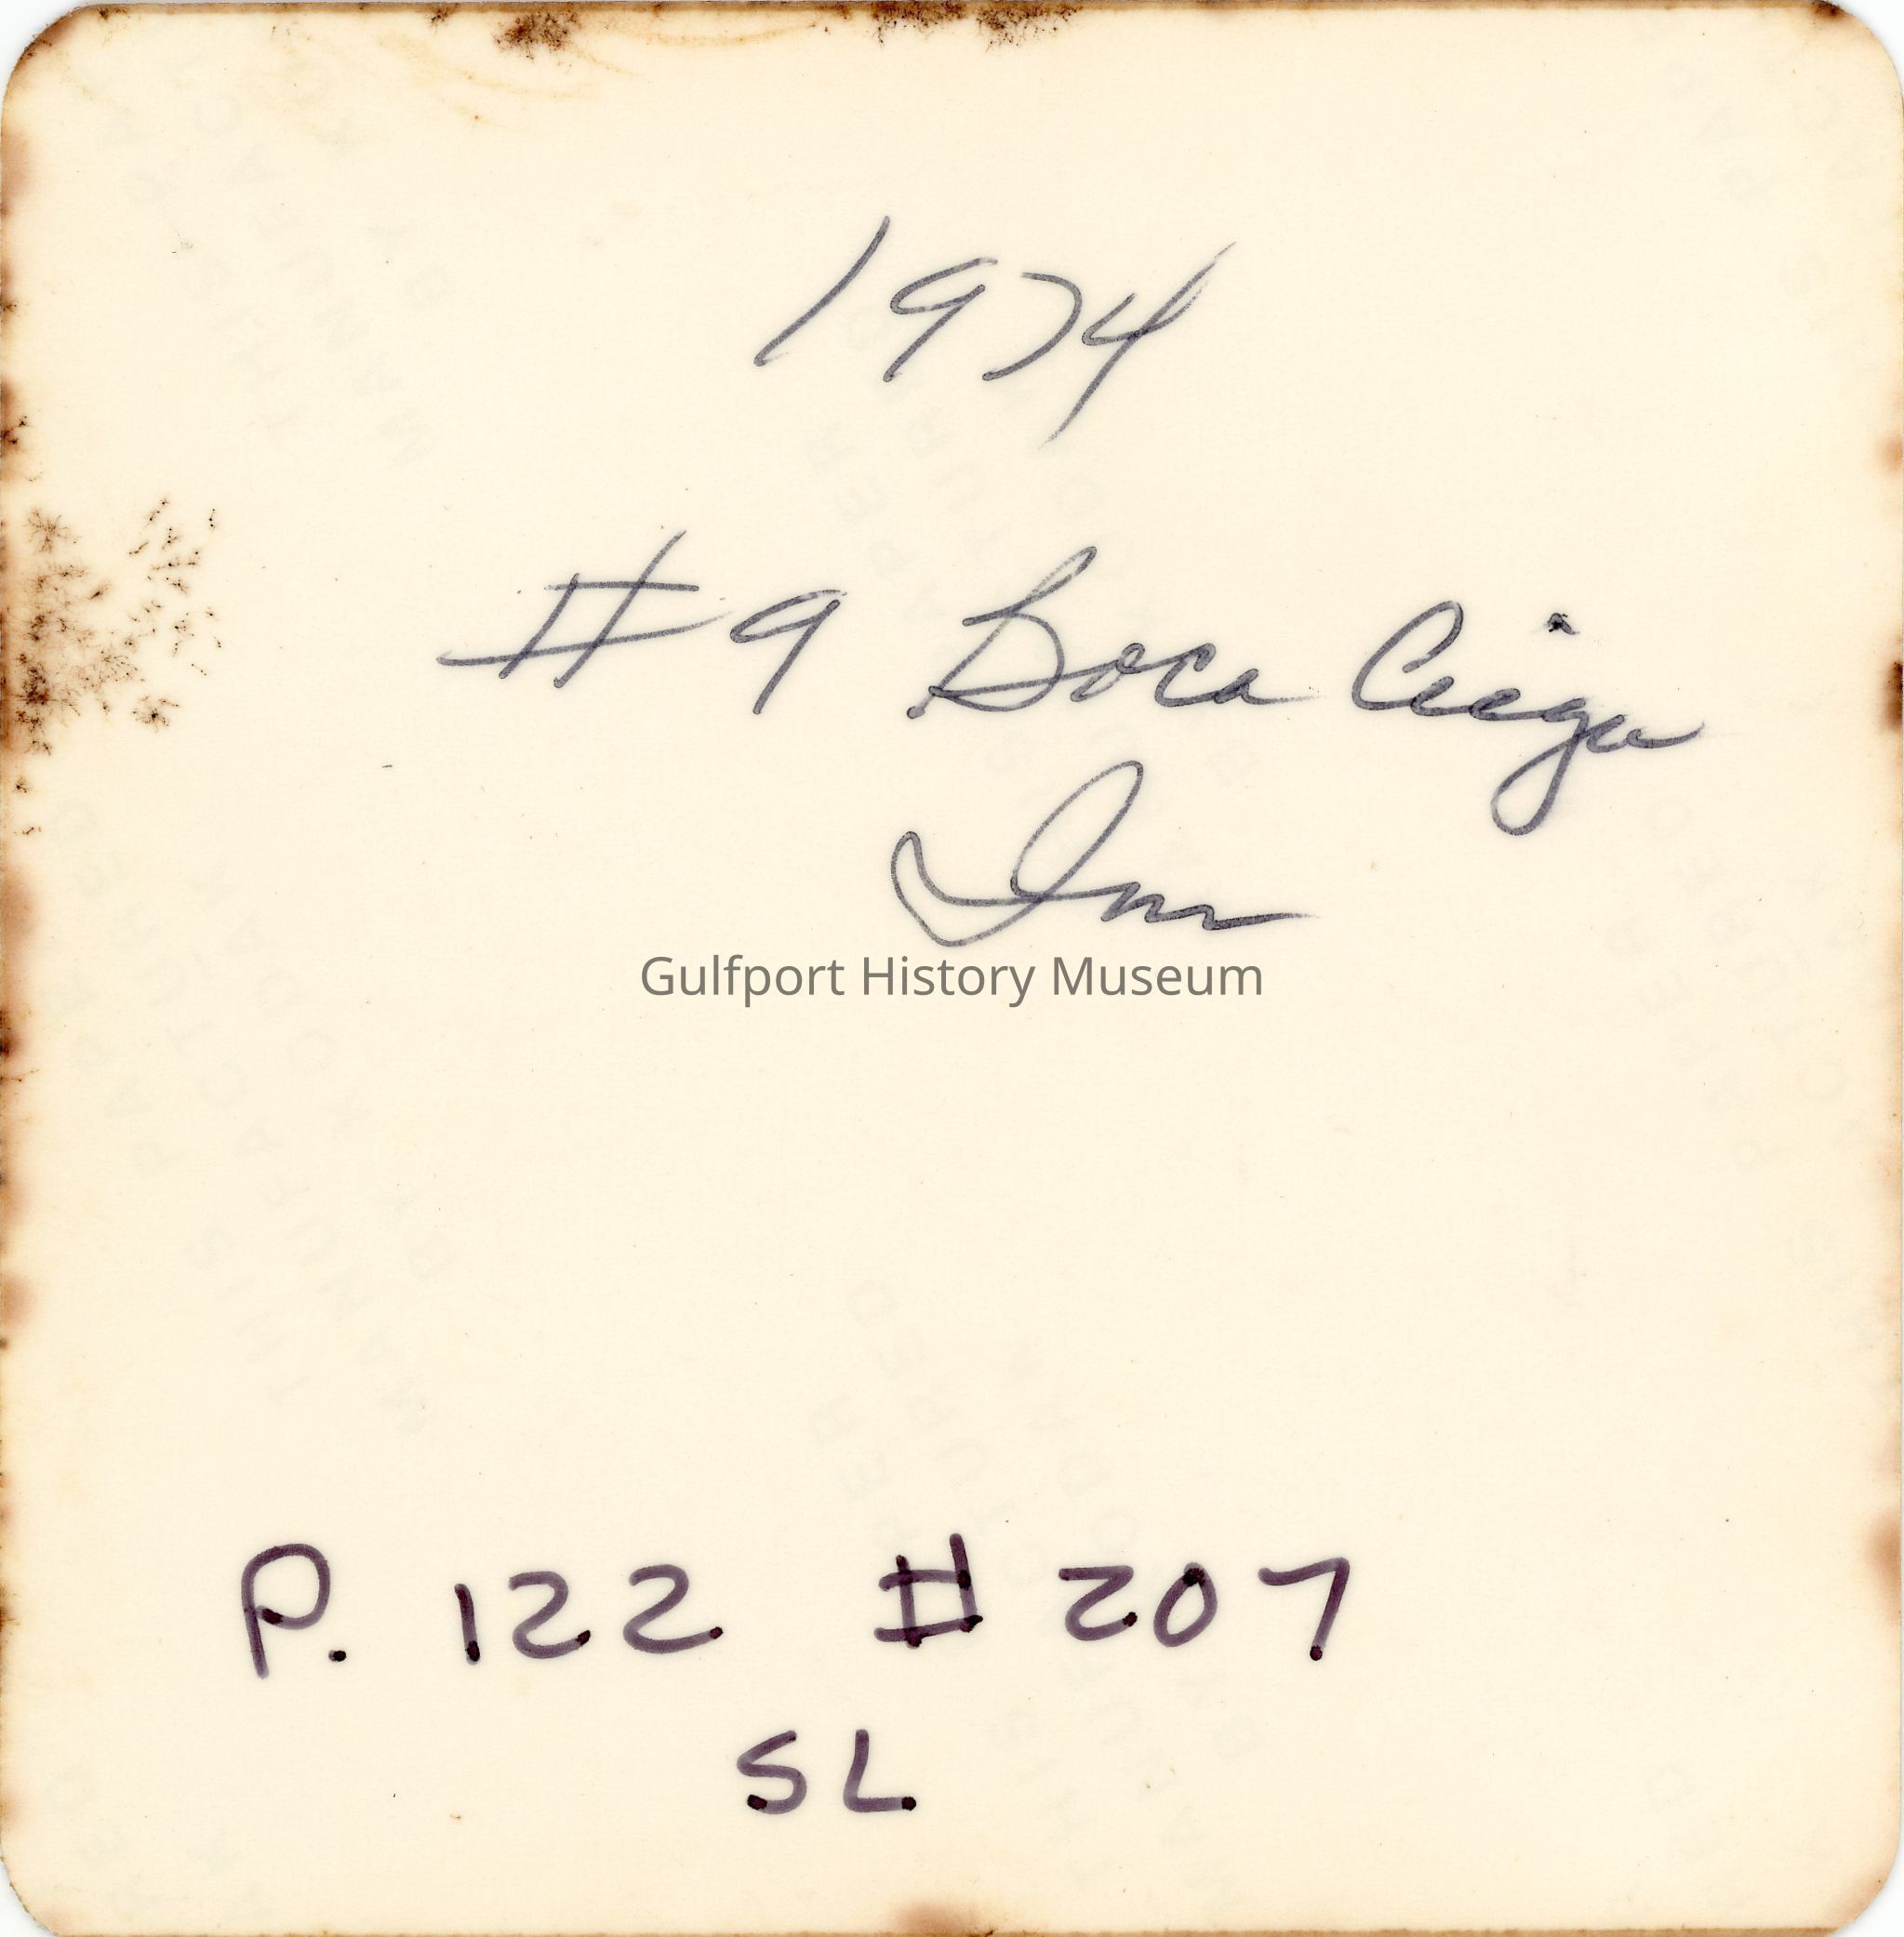 1974
#9 Boca Ciega
Inn
Gulfport History Museum
P. 122 #207
SL